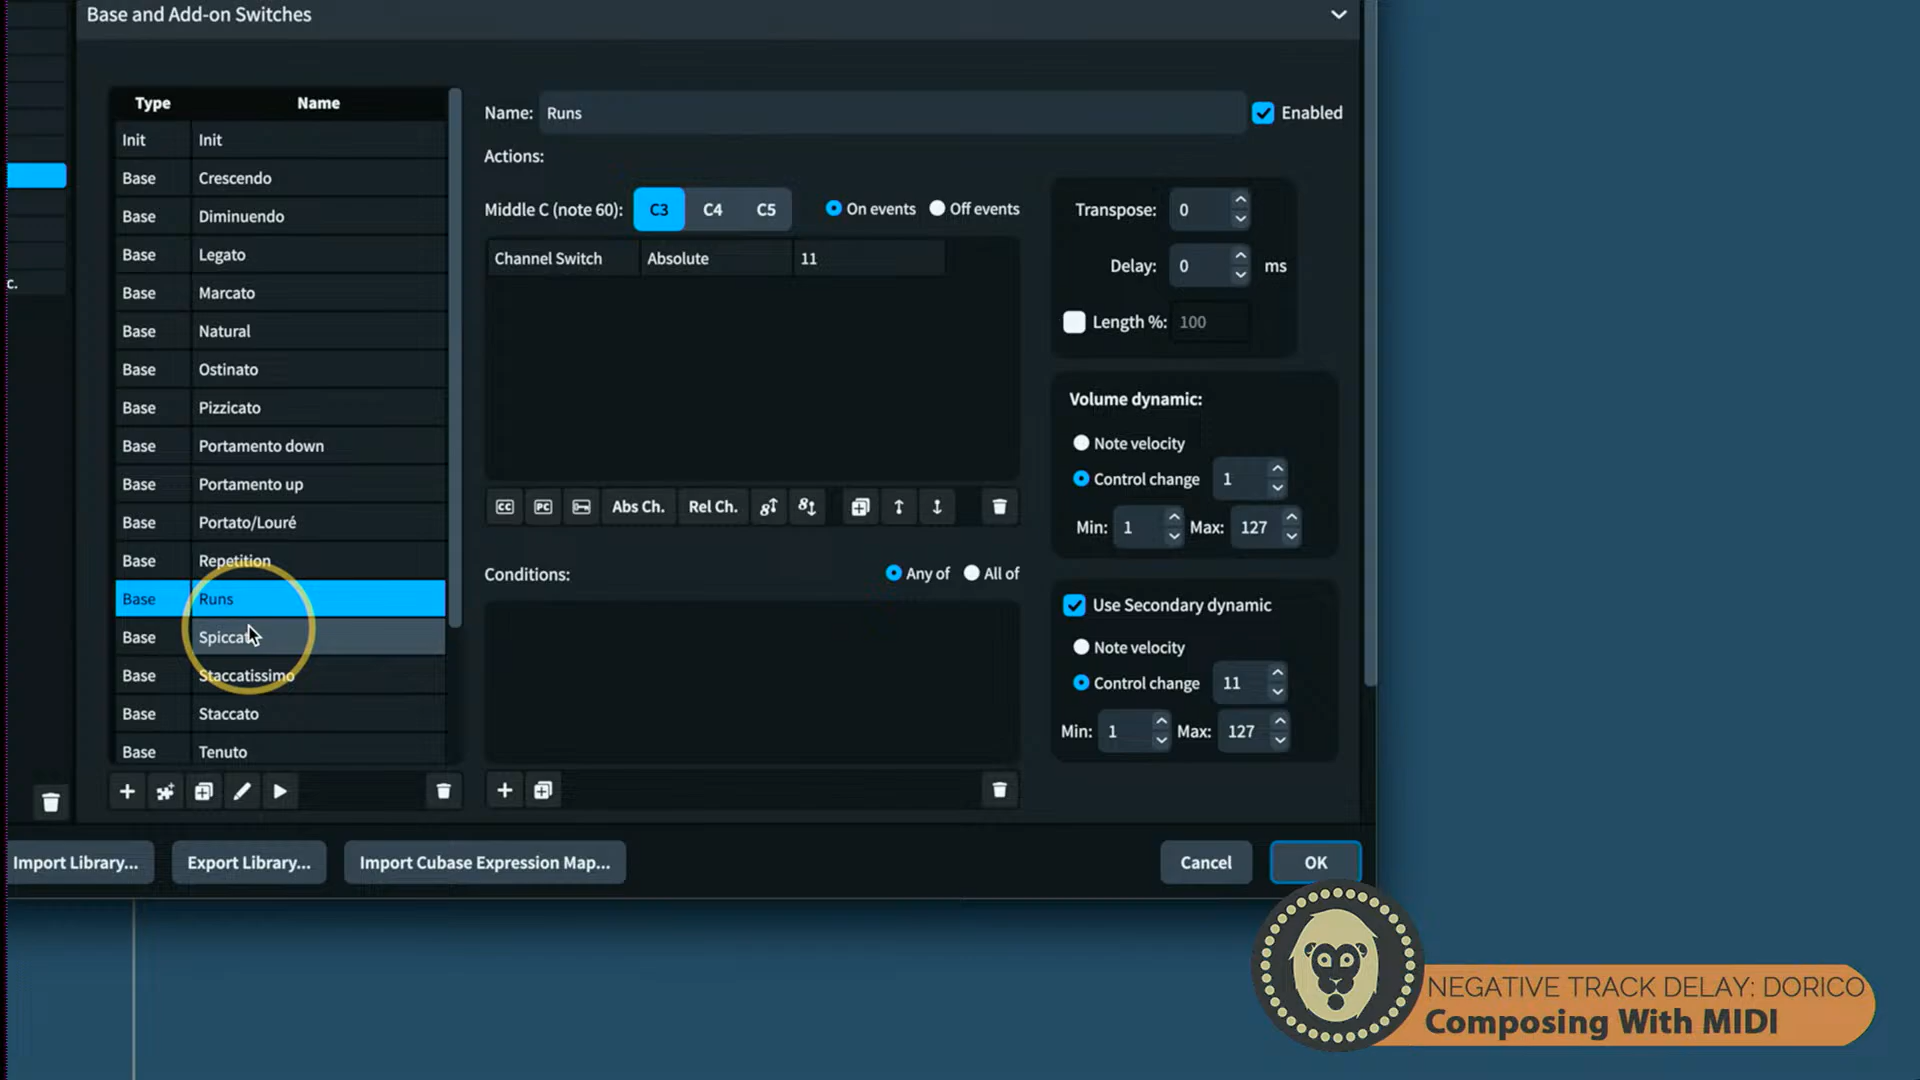 Base and Add-on Switches
Type Name
Init Init
Base Crescendo
Base Diminuendo
Base Legato
Base Marcato
Base Natural
Base Ostinato
Base Pizzicato
Base Portamento down
Base Portamento up
Base Portato/Louré
Base Repetition
Base Runs
Base Spiccato
Base Staccatissimo
Base Staccato
Base Tenuto
Name: Runs Enabled
Actions:
Middle C (note 60): C3 C4 C5 On events Off events
Channel Switch Absolute 11
CC PC Abs Ch. Rel Ch. 8 8
Conditions: Any of All of
Transpose: 0
Delay: 0 ms
Length %: 100
Volume dynamic:
Note velocity
Control change 1
Min: 1 Max: 127
Use Secondary dynamic
Note velocity
Control change 11
Min: 1 Max: 127
c.
Import Library... Export Library... Import Cubase Expression Map... Cancel OK
NEGATIVE TRACK DELAY: DORICO
Composing With MIDI